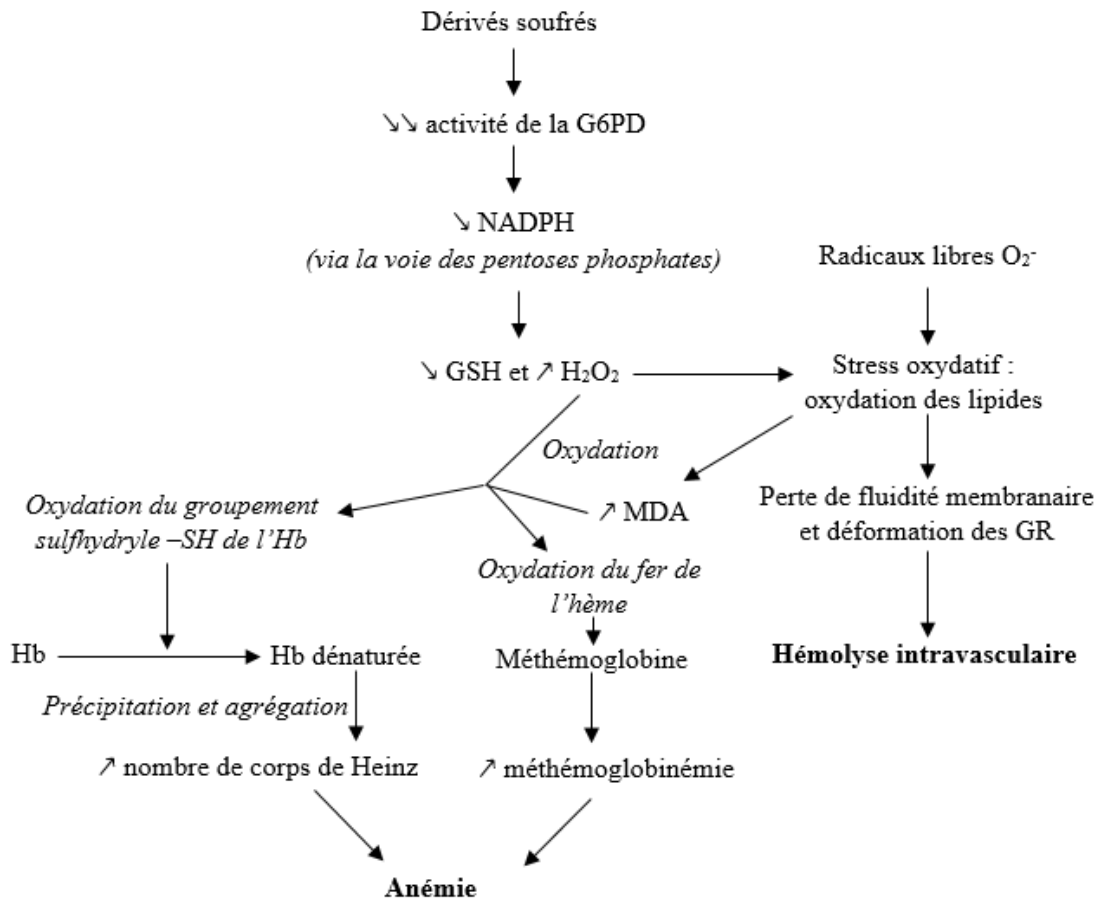 Dérivés soufrés
↘↘ activité de la G6PD
↘ NADPH
(via la voie des pentoses phosphates)
Radicaux libres O₂⁻
↘ GSH et ↗ H₂O₂
Stress oxydatif :
oxydation des lipides
Oxydation
Oxydation du groupement
sulfhydryle –SH de l’Hb
↗ MDA
Perte de fluidité membranaire
et déformation des GR
Oxydation du fer de
l’hème
Hb
Hb dénaturée
Méthémoglobine
Hémolyse intravasculaire
Précipitation et agrégation
↗ nombre de corps de Heinz
↗ méthémoglobinémie
Anémie